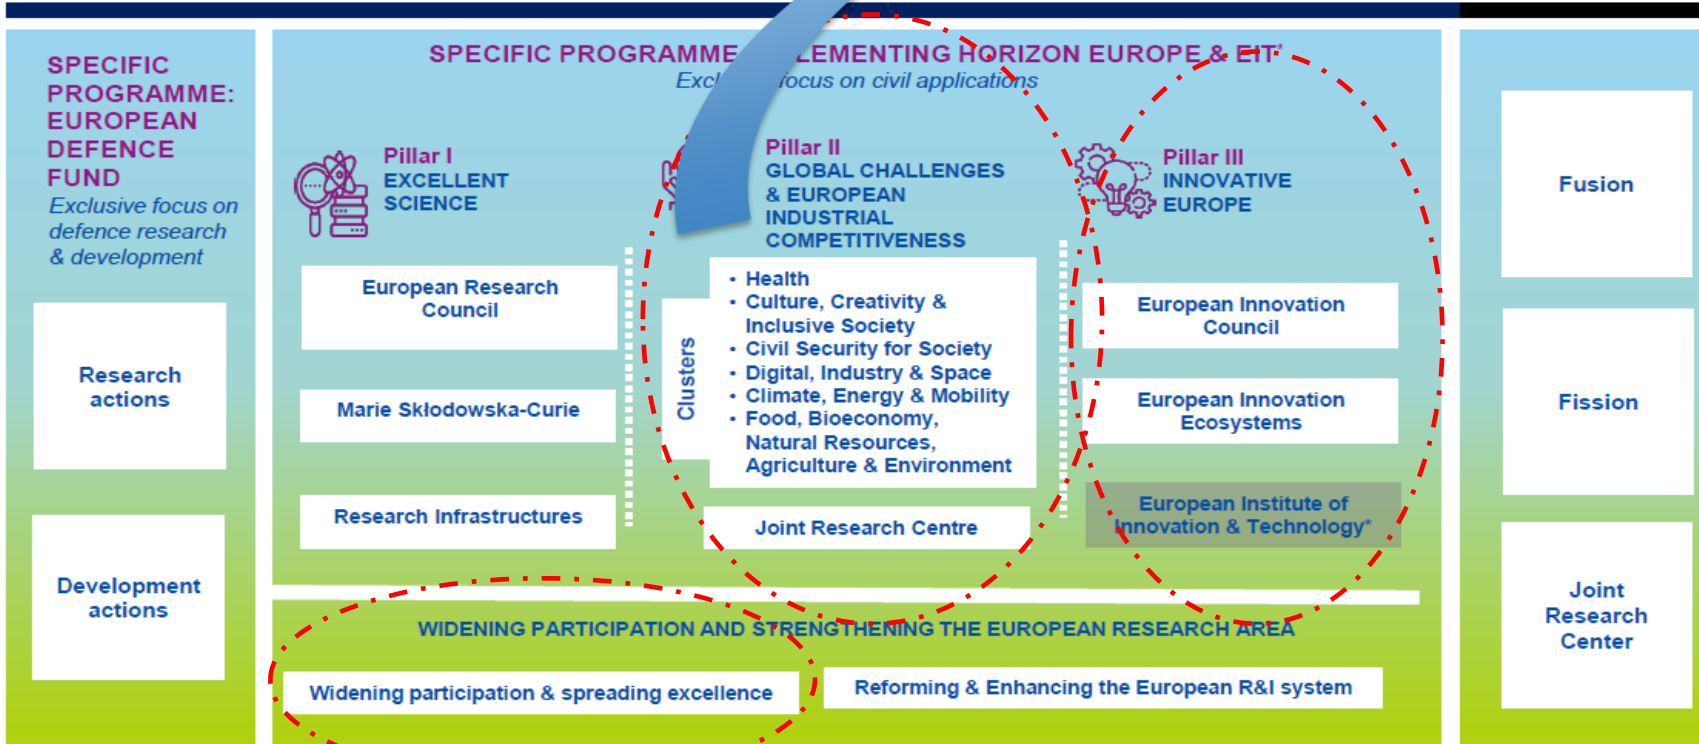 SPECIFIC
PROGRAMME:
EUROPEAN
DEFENCE
FUND
Exclusive focus on
defence research
& development
Research
actions
Development
actions
SPECIFIC PROGRAMME LEMENTING HORIZON EUROPE & EIT*
Excl focus on civil applications
Pillar I
EXCELLENT
SCIENCE
European Research
Council
Marie Skłodowska-Curie
Research Infrastructures
Pillar II
GLOBAL CHALLENGES
& EUROPEAN
INDUSTRIAL
COMPETITIVENESS
Clusters
• Health
• Culture, Creativity &
Inclusive Society
• Civil Security for Society
• Digital, Industry & Space
• Climate, Energy & Mobility
• Food, Bioeconomy,
Natural Resources,
Agriculture & Environment
Joint Research Centre
Pillar III
INNOVATIVE
EUROPE
European Innovation
Council
European Innovation
Ecosystems
European Institute of
Innovation & Technology*
WIDENING PARTICIPATION AND STRENGTHENING THE EUROPEAN RESEARCH AREA
Widening participation & spreading excellence
Reforming & Enhancing the European R&I system
Fusion
Fission
Joint
Research
Center